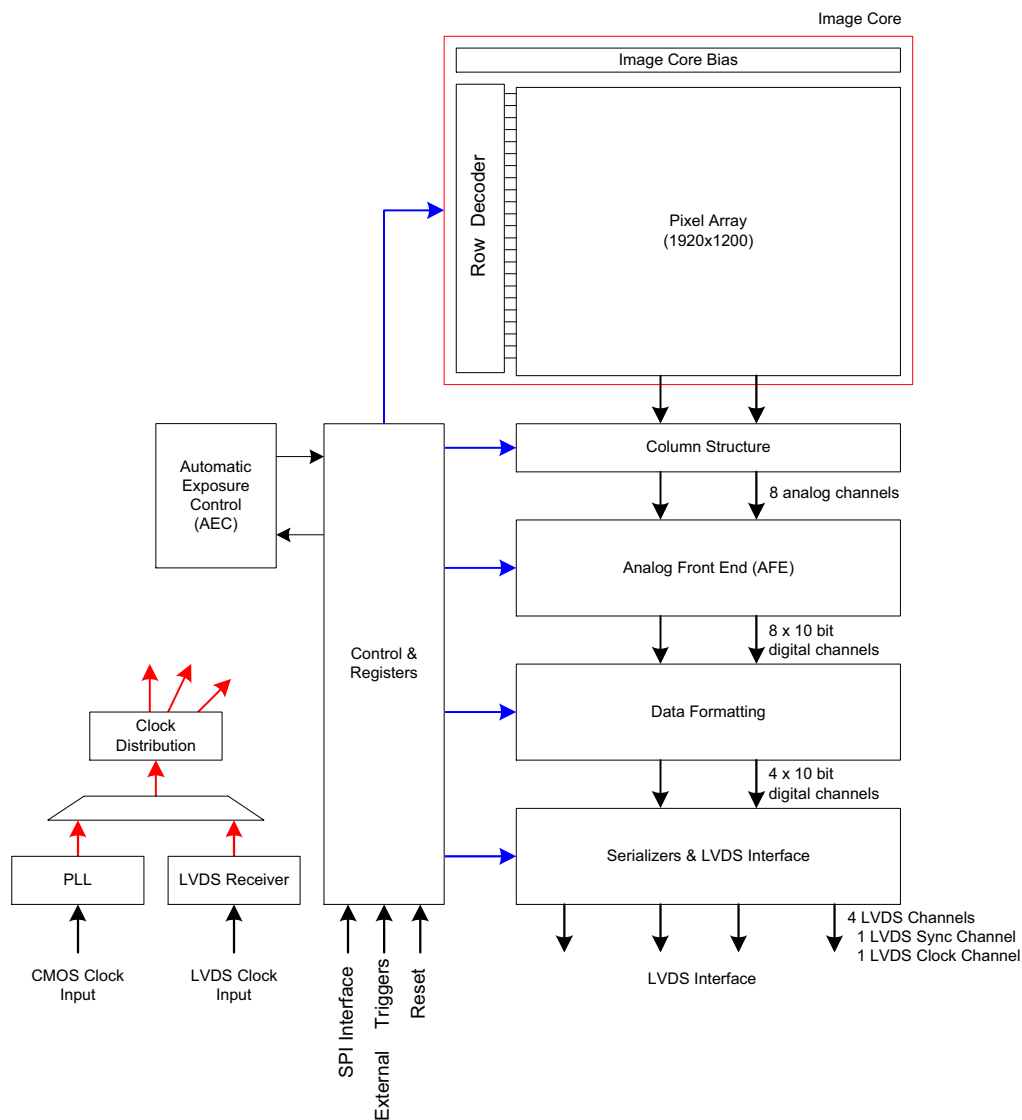 Image Core
Image Core Bias
Row Decoder
Pixel Array
(1920x1200)
Column Structure
8 analog channels
Automatic
Exposure
Control
(AEC)
Analog Front End (AFE)
8 x 10 bit
digital channels
Control &
Registers
Data Formatting
4 x 10 bit
digital channels
Clock
Distribution
PLL
LVDS Receiver
Serializers & LVDS Interface
CMOS Clock
Input
LVDS Clock
Input
SPI Interface
External Triggers
Reset
4 LVDS Channels
1 LVDS Sync Channel
1 LVDS Clock Channel
LVDS Interface